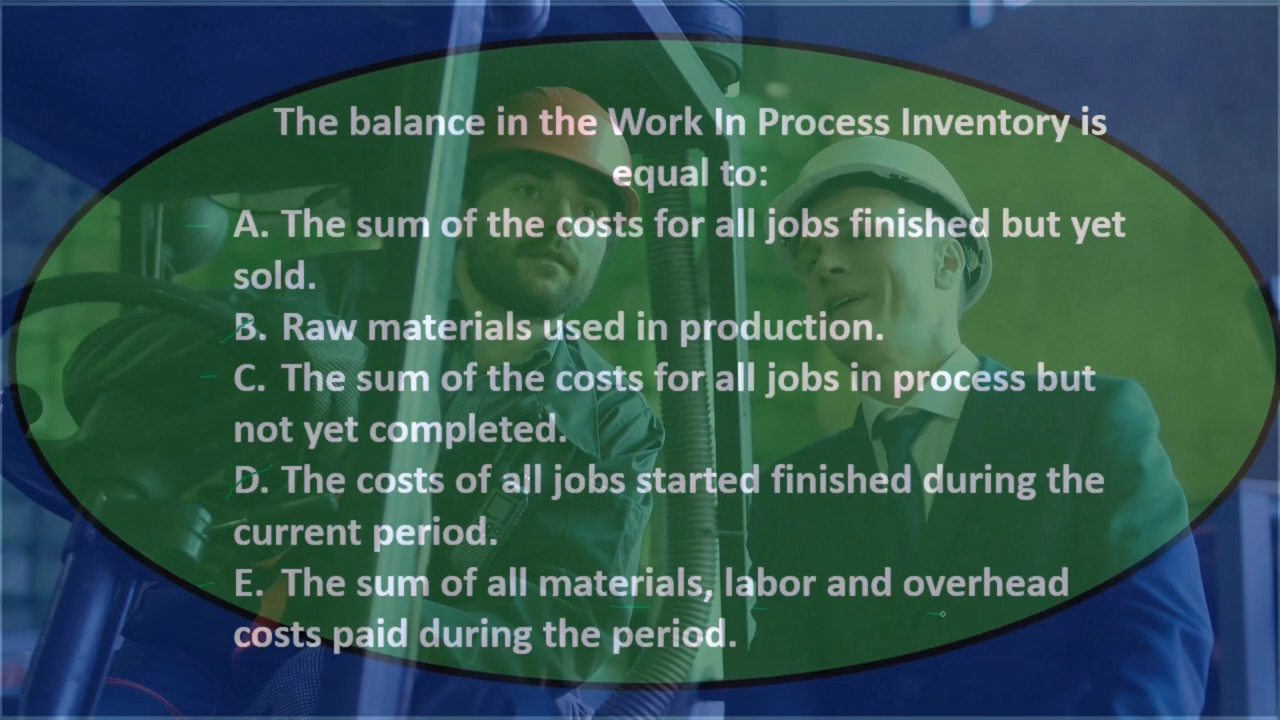 The balance in the Work In Process Inventory is
equal to:
A. The sum of the costs for all jobs finished but yet
sold.
B. Raw materials used in production.
C. The sum of the costs for all jobs in process but
not yet completed.
D. The costs of all jobs started finished during the
current period.
E. The sum of all materials, labor and overhead
costs paid during the period.